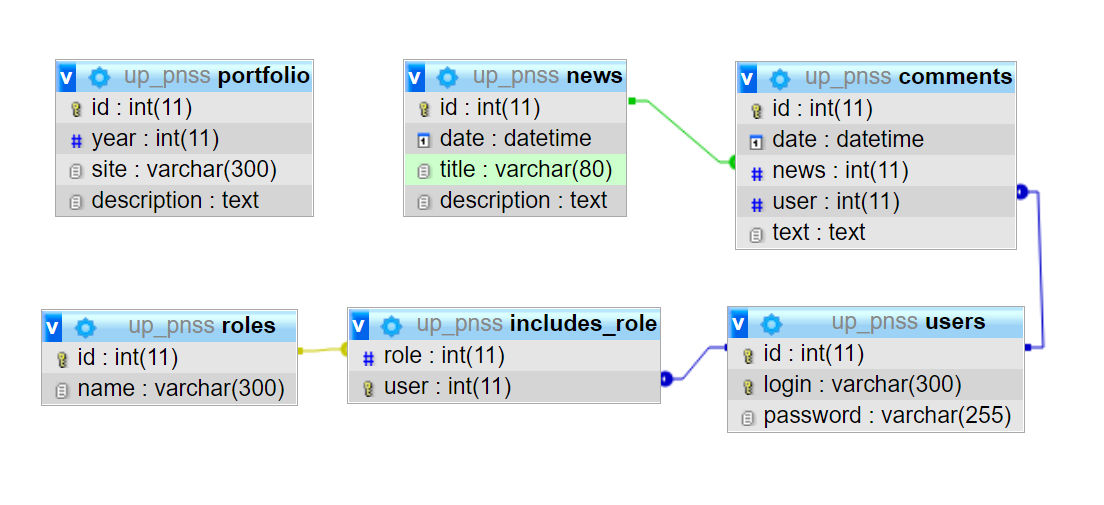 v up_pnss portfolio
id : int(11)
# year : int(11)
site : varchar(300)
description : text
v up_pnss news
id : int(11)
1 date : datetime
title : varchar(80)
description : text
v up_pnss comments
id : int(11)
1 date : datetime
# news : int(11)
# user : int(11)
text : text
v up_pnss roles
id : int(11)
name : varchar(300)
v up_pnss includes_role
# role : int(11)
user : int(11)
v up_pnss users
id : int(11)
login : varchar(300)
password : varchar(255)